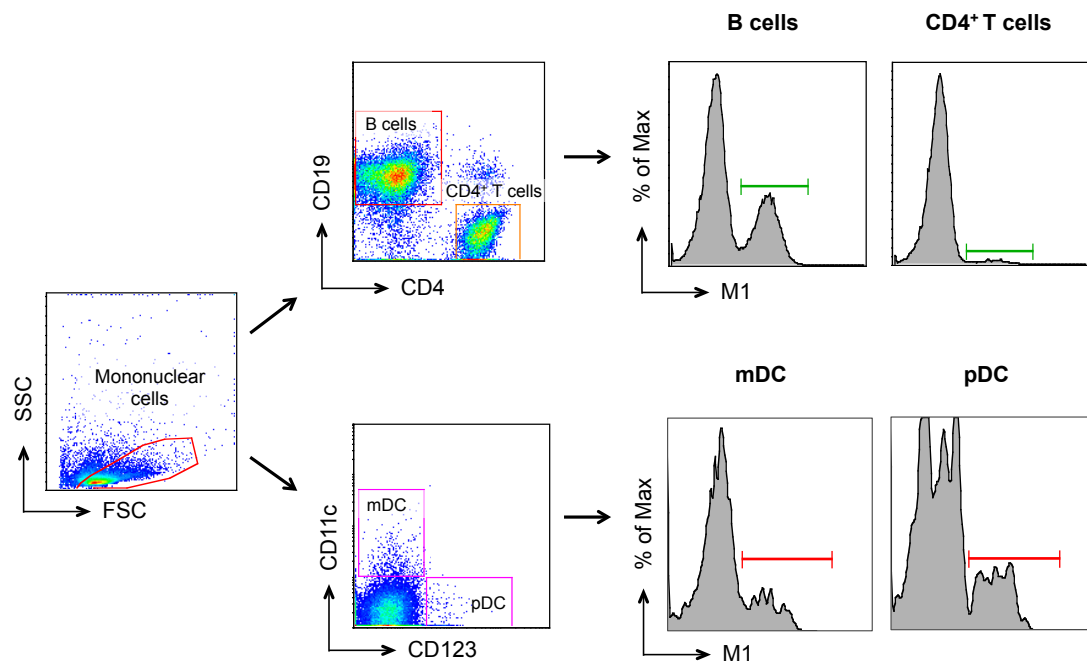 B cells
CD4⁺ T cells
B cells
CD4⁺ T cells
CD19
CD4
% of Max
M1
Mononuclear
cells
SSC
FSC
mDC
pDC
mDC
pDC
CD11c
CD123
% of Max
M1